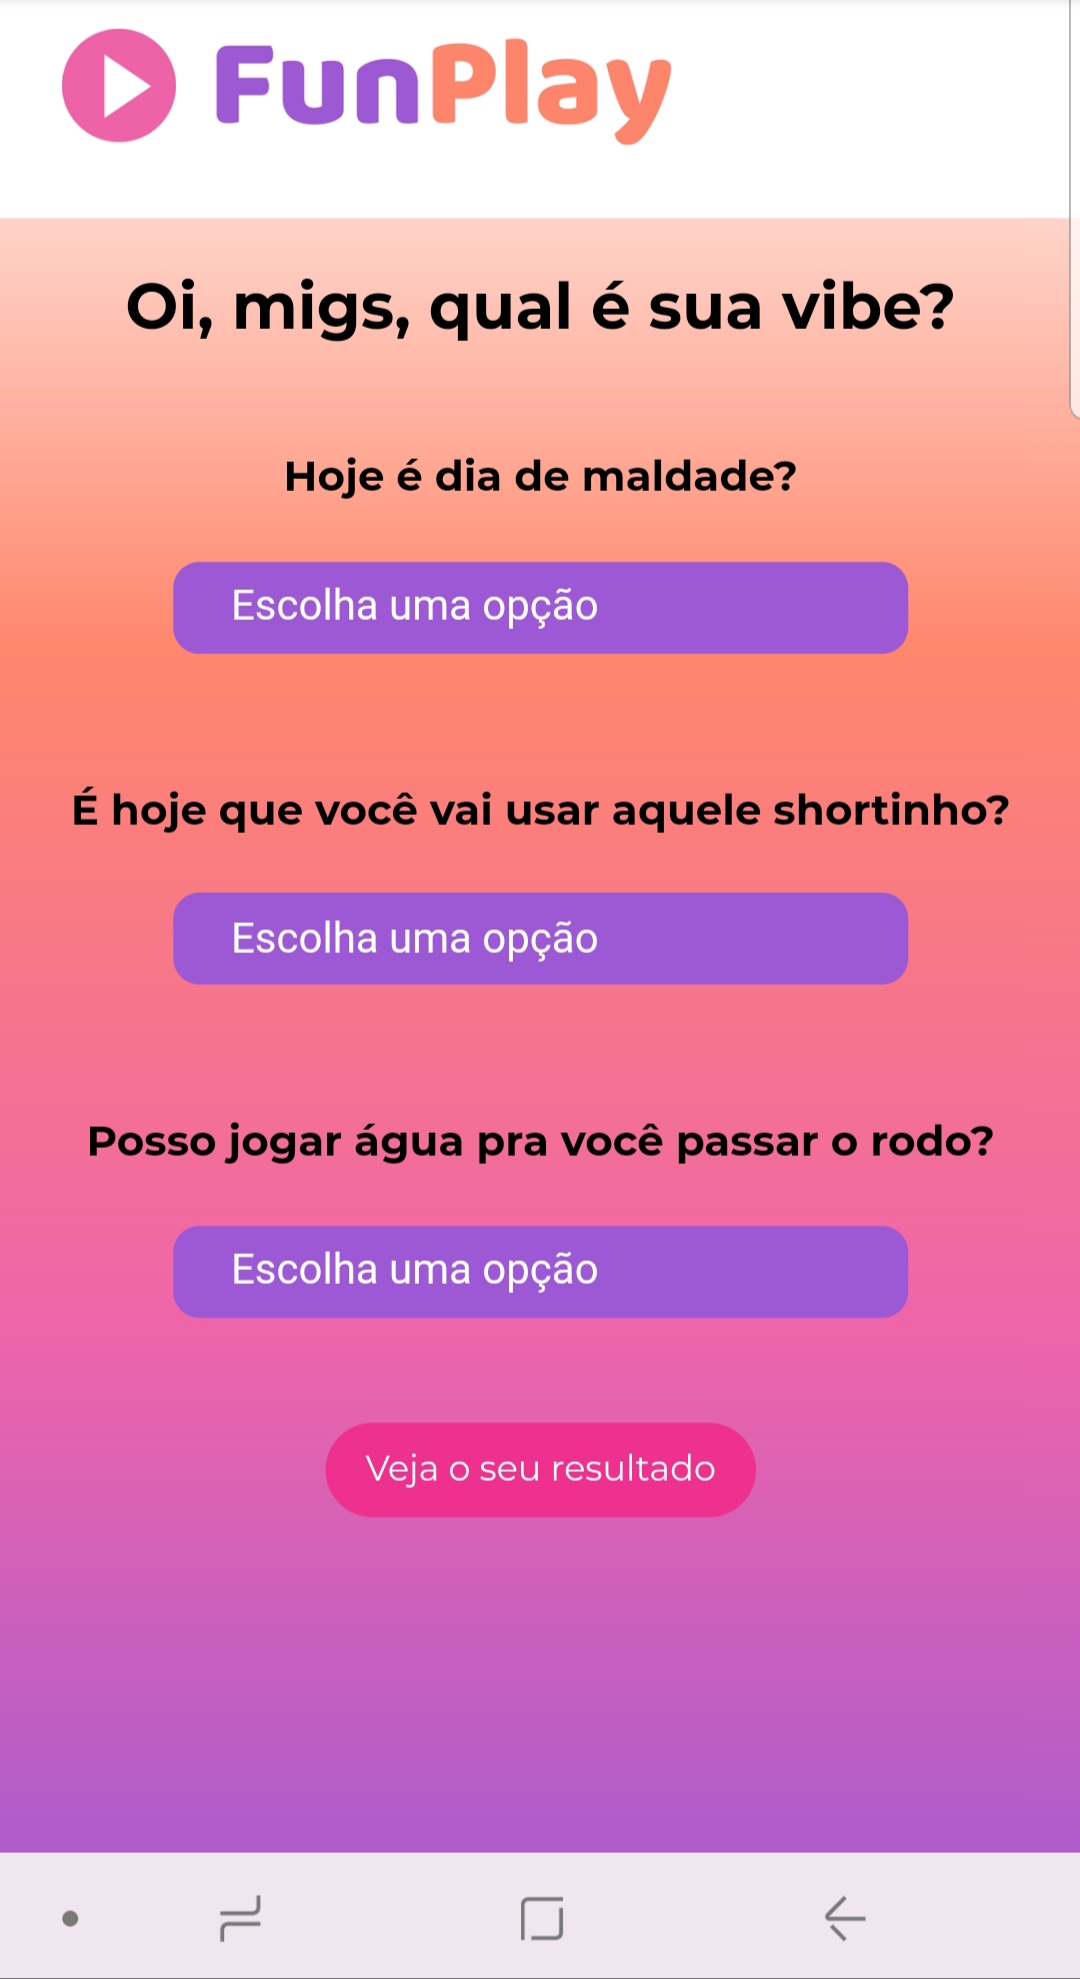 FunPlay
Oi, migs, qual é sua vibe?
Hoje é dia de maldade?
Escolha uma opção
É hoje que você vai usar aquele shortinho?
Escolha uma opção
Posso jogar água pra você passar o rodo?
Escolha uma opção
Veja o seu resultado